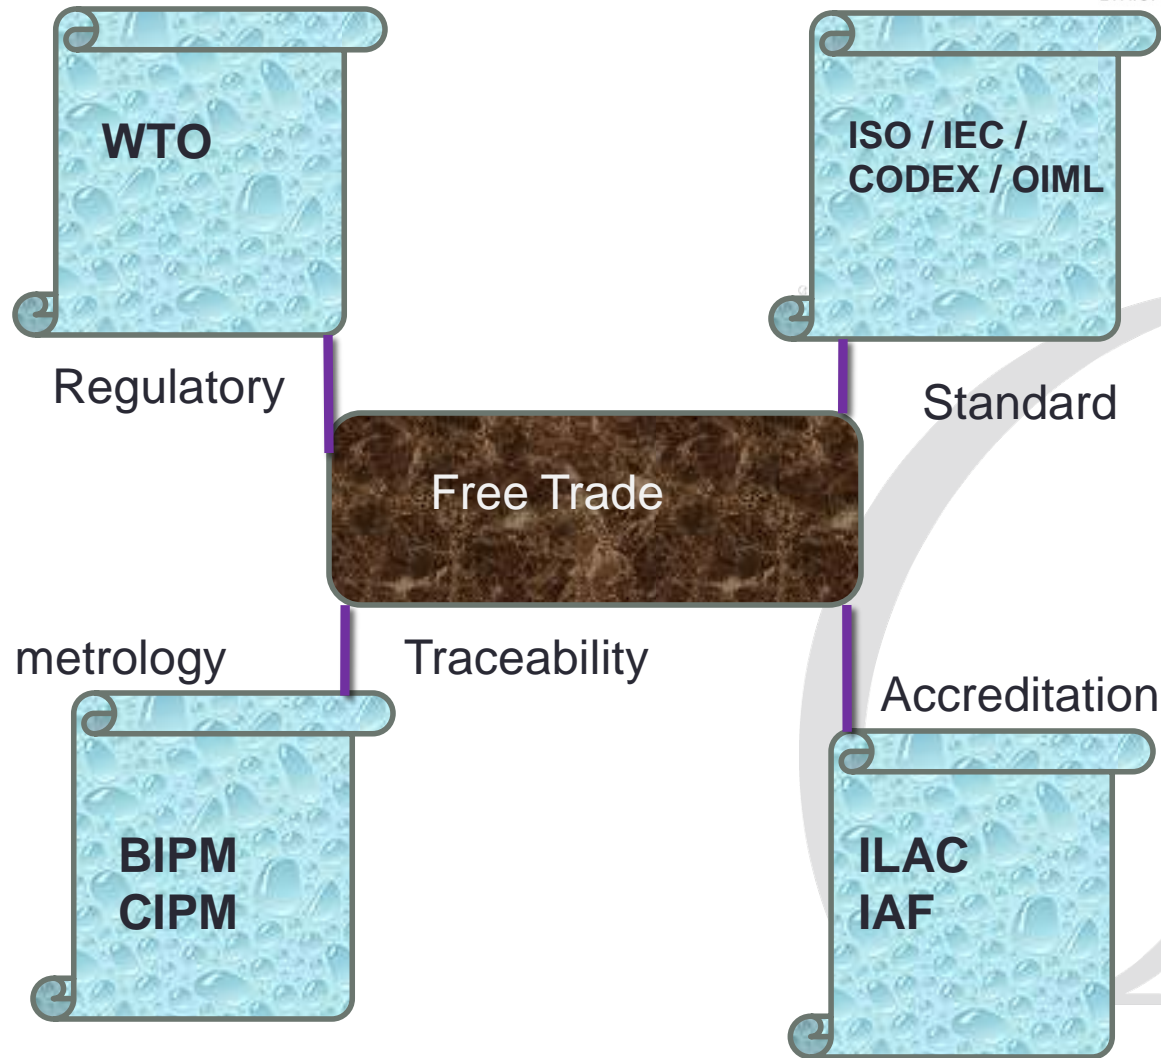 WTO
ISO / IEC /
CODEX / OIML
Regulatory
Standard
Free Trade
metrology
Traceability
Accreditation
BIPM
CIPM
ILAC
IAF